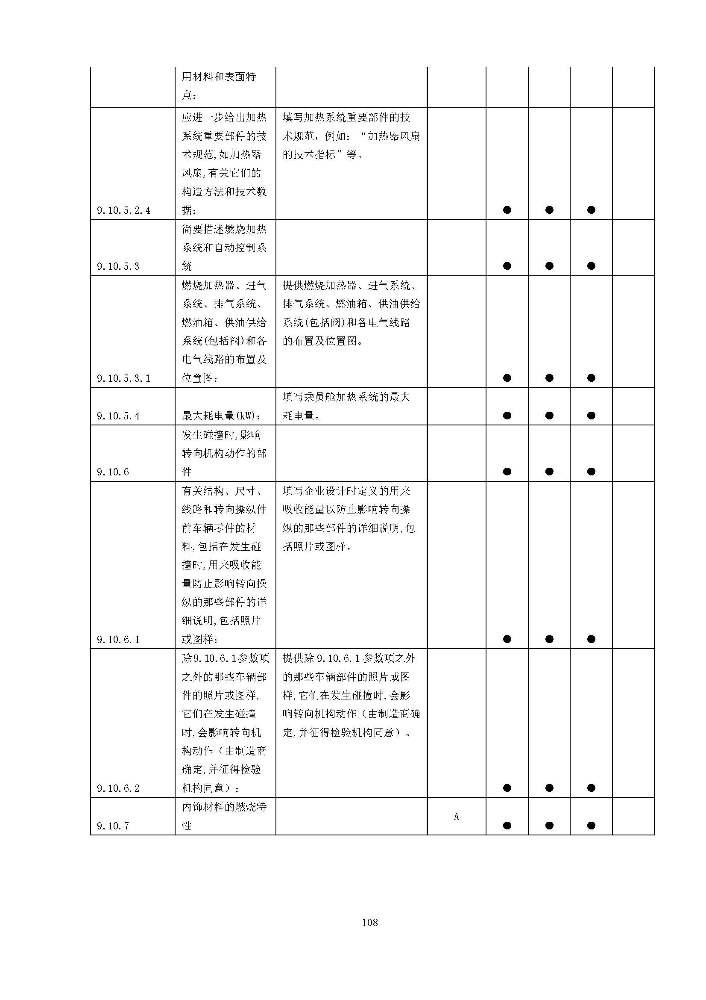 用材料和表面特
点：
9.10.5.2.4
应进一步给出加热
系统重要部件的技
术规范,如加热器
风扇,有关它们的
构造方法和技术数
据：
填写加热系统重要部件的技
术规范，例如：“加热器风扇
的技术指标”等。
● ● ●
9.10.5.3
简要描述燃烧加热
系统和自动控制系
统
● ● ●
9.10.5.3.1
燃烧加热器、进气
系统、排气系统、
燃油箱、供油供给
系统(包括阀)和各
电气线路的布置及
位置图：
提供燃烧加热器、进气系统、
排气系统、燃油箱、供油供给
系统(包括阀)和各电气线路
的布置及位置图。
● ● ●
9.10.5.4
最大耗电量(kW)：
填写乘员舱加热系统的最大
耗电量。
● ● ●
9.10.6
发生碰撞时,影响
转向机构动作的部
件
● ● ●
9.10.6.1
有关结构、尺寸、
线路和转向操纵件
前车辆零件的材
料,包括在发生碰
撞时,用来吸收能
量防止影响转向操
纵的那些部件的详
细说明,包括照片
或图样：
填写企业设计时定义的用来
吸收能量以防止影响转向操
纵的那些部件的详细说明,包
括照片或图样。
● ● ●
9.10.6.2
除9.10.6.1参数项
之外的那些车辆部
件的照片或图样,
它们在发生碰撞
时,会影响转向机
构动作（由制造商
确定,并征得检验
机构同意）：
提供除 9.10.6.1 参数项之外
的那些车辆部件的照片或图
样,它们在发生碰撞时,会影
响转向机构动作（由制造商确
定,并征得检验机构同意）。
● ● ●
9.10.7
内饰材料的燃烧特
性
A
● ● ●
108